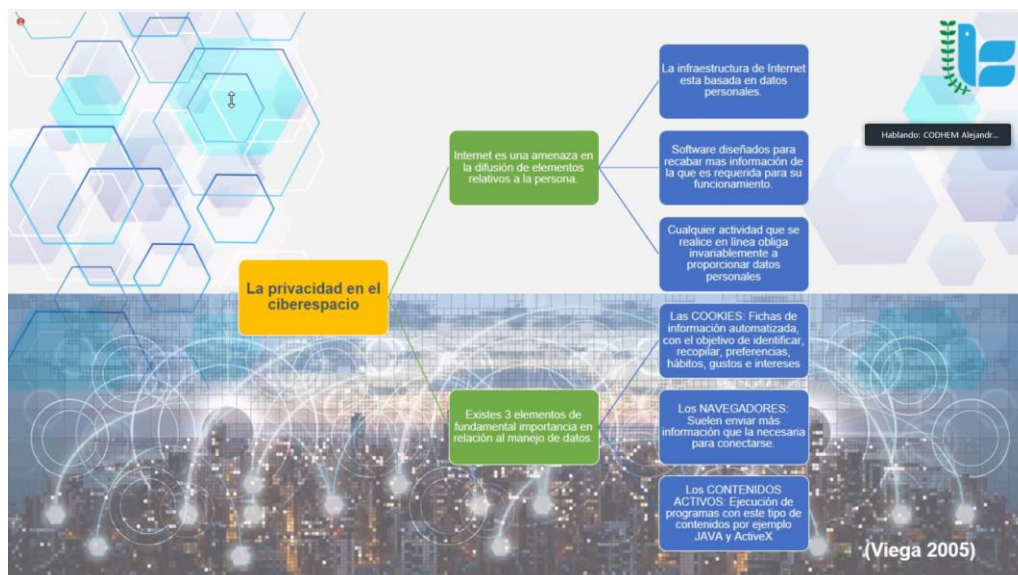 La infraestructura de Internet
esta basada en datos
personales.
Hablando: CODHEM Alejandr...
Internet es una amenaza en
la difusión de elementos
relativos a la persona.
Software diseñados para
recabar mas información de
la que es requerida para su
funcionamiento.
Cualquier actividad que se
realice en línea obliga
invariablemente a
proporcionar datos
personales
La privacidad en el
ciberespacio
Las COOKIES: Fichas de
información automatizada,
con el objetivo de identificar,
recopilar, preferencias,
hábitos, gustos e intereses
Existes 3 elementos de
fundamental importancia en
relación al manejo de datos.
Los NAVEGADORES:
Suelen enviar más
información que la necesaria
para conectarse.
Los CONTENIDOS
ACTIVOS: Ejecución de
programas con este tipo de
contenidos por ejemplo
JAVA y ActiveX
(Viega 2005)